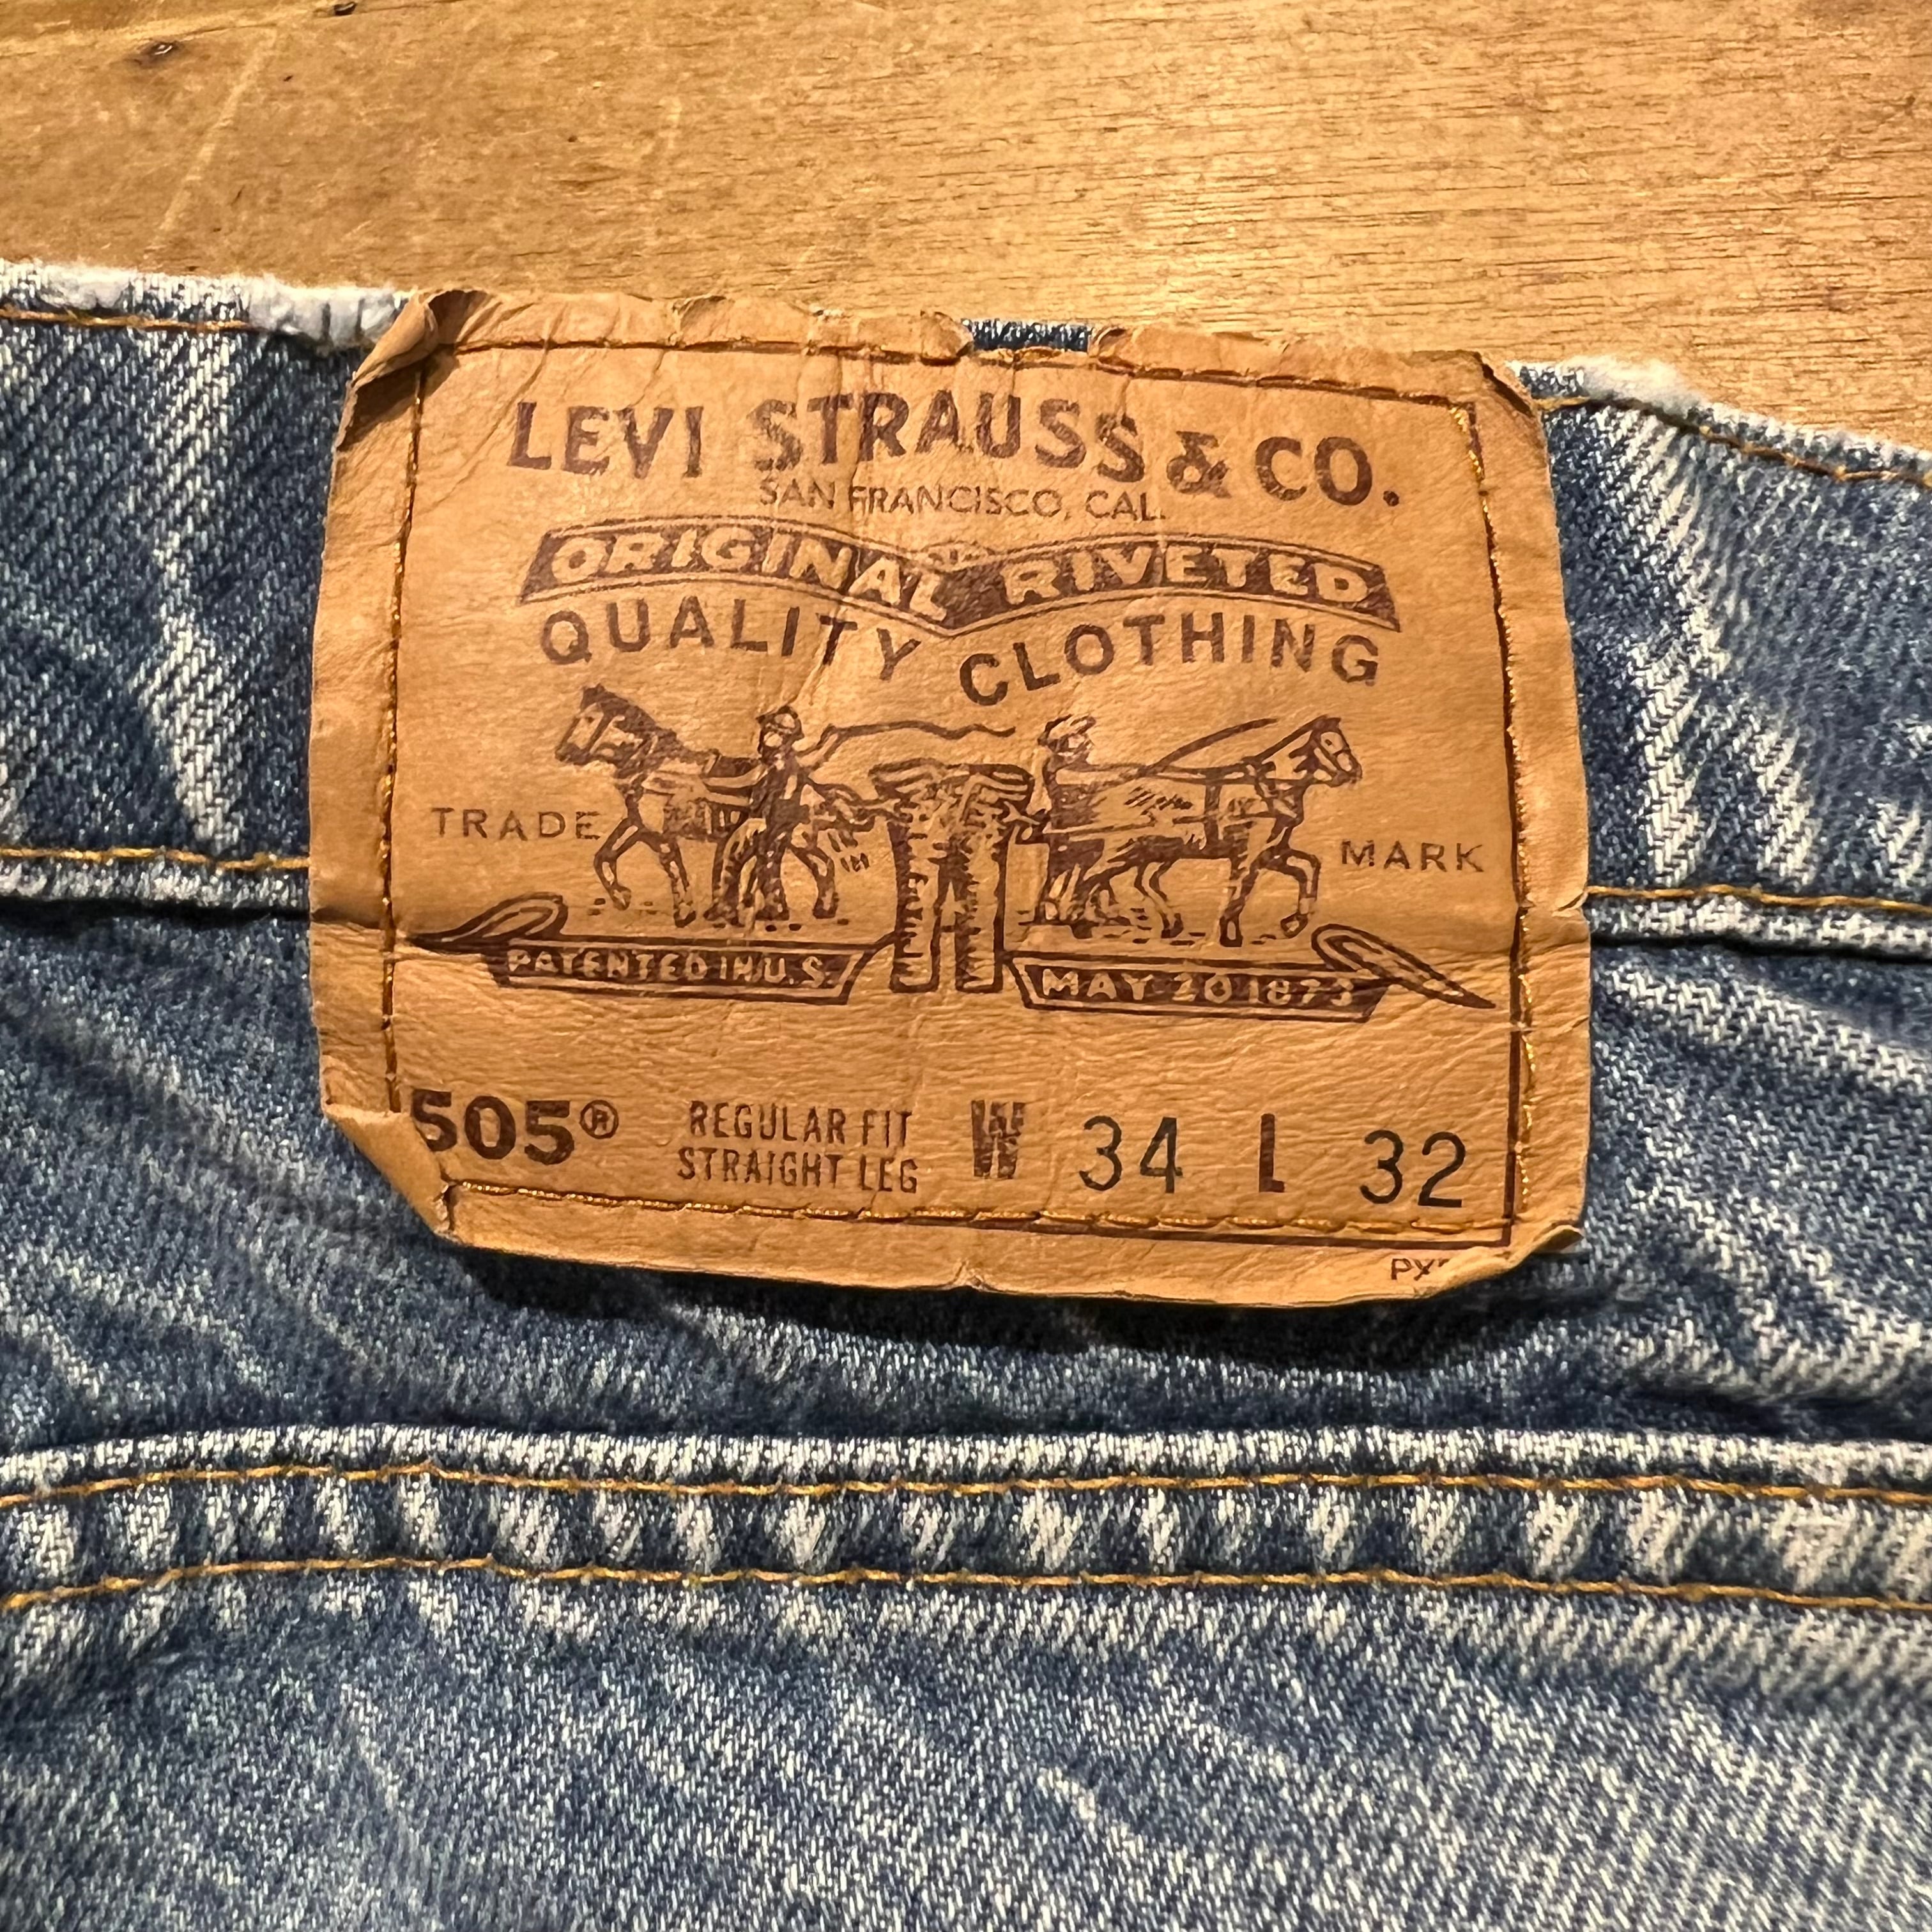 LEVI STRAUSS & CO.
SAN FRANCISCO, CAL.
ORIGINAL RIVETED
QUALITY CLOTHING
TRADE MARK
PATENTED IN U.S. MAY 20 1873
505® REGULAR FIT W 34 L 32
STRAIGHT LEG